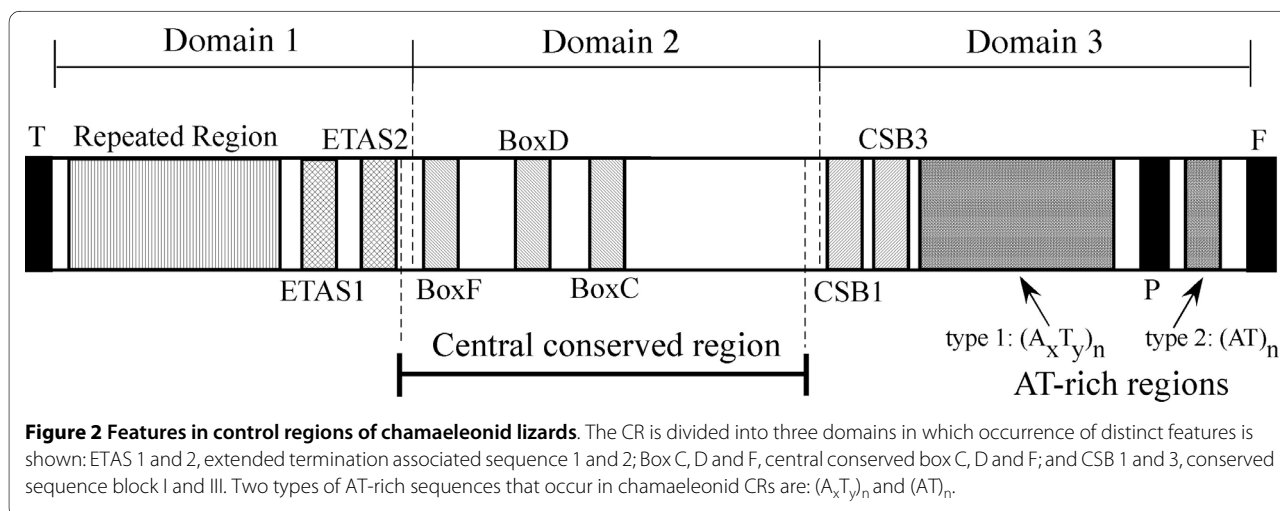 Domain 1 Domain 2 Domain 3
T Repeated Region ETAS2 BoxD CSB3 F
ETAS1 BoxF BoxC CSB1 P
type 1: (AxTy)n type 2: (AT)n
Central conserved region
AT-rich regions
Figure 2 Features in control regions of chamaeleonid lizards. The CR is divided into three domains in which occurrence of distinct features is
shown: ETAS 1 and 2, extended termination associated sequence 1 and 2; Box C, D and F, central conserved box C, D and F; and CSB 1 and 3, conserved
sequence block I and III. Two types of AT-rich sequences that occur in chamaeleonid CRs are: (AxTy)n and (AT)n.